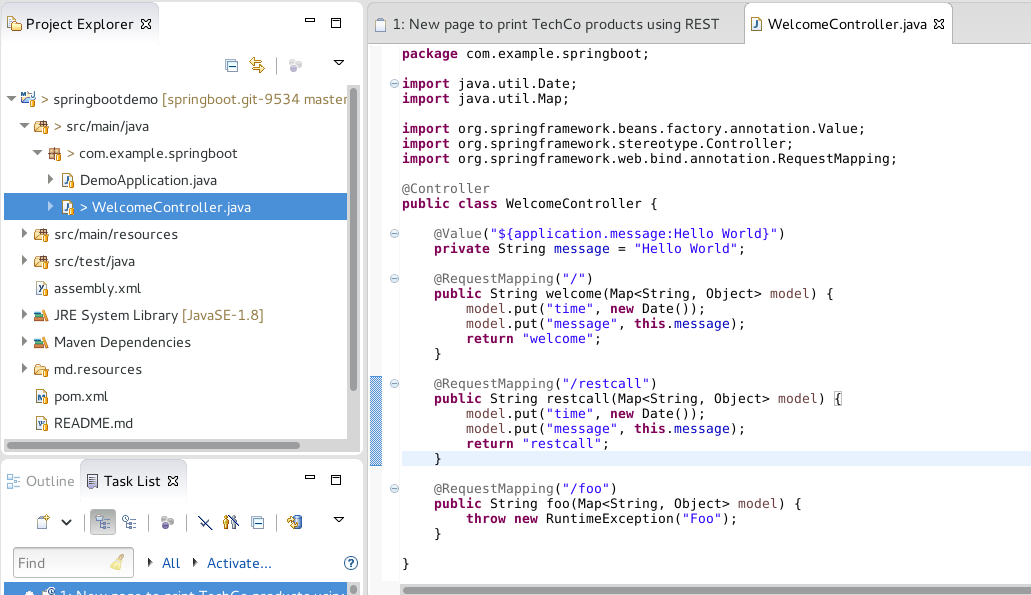 Project Explorer
> springbootdemo [springboot.git-9534 master
> src/main/java
> com.example.springboot
DemoApplication.java
> WelcomeController.java
src/main/resources
src/test/java
assembly.xml
JRE System Library [JavaSE-1.8]
Maven Dependencies
md.resources
pom.xml
README.md
Outline Task List
Find All Activate...
1: New page to print TechCo products using
1: New page to print TechCo products using REST WelcomeController.java
package com.example.springboot;
import java.util.Date;
import java.util.Map;
import org.springframework.beans.factory.annotation.Value;
import org.springframework.stereotype.Controller;
import org.springframework.web.bind.annotation.RequestMapping;
@Controller
public class WelcomeController {
@Value("${application.message:Hello World}")
private String message = "Hello World";
@RequestMapping("/")
public String welcome(Map<String, Object> model) {
model.put("time", new Date());
model.put("message", this.message);
return "welcome";
}
@RequestMapping("/restcall")
public String restcall(Map<String, Object> model) {
model.put("time", new Date());
model.put("message", this.message);
return "restcall";
}
@RequestMapping("/foo")
public String foo(Map<String, Object> model) {
throw new RuntimeException("Foo");
}
}